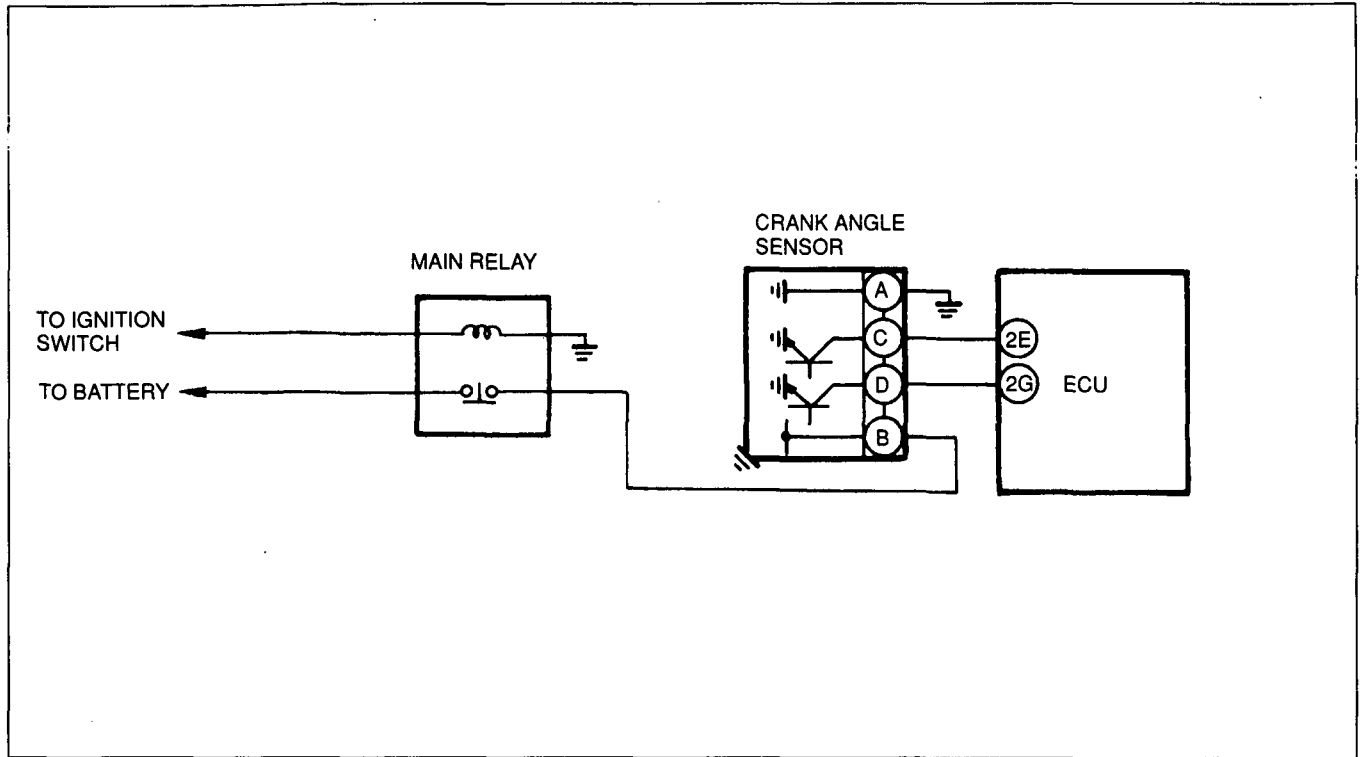 CRANK ANGLE
SENSOR
MAIN RELAY
TO IGNITION
SWITCH
TO BATTERY
A
C
D
B
2E
2G
ECU